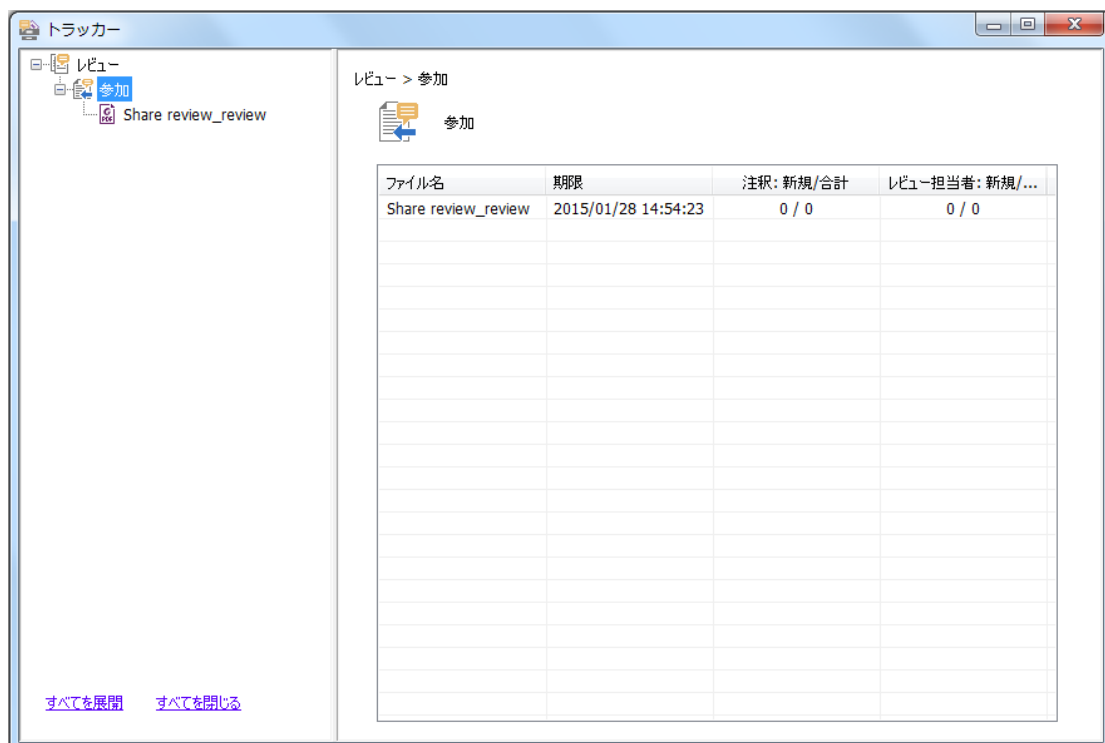 トラッカー
レビュー
参加
Share review_review
すべてを展開 すべてを閉じる
レビュー > 参加
参加
ファイル名 期限 注釈: 新規/合計 レビュー担当者: 新規/...
Share review_review 2015/01/28 14:54:23 0 / 0 0 / 0